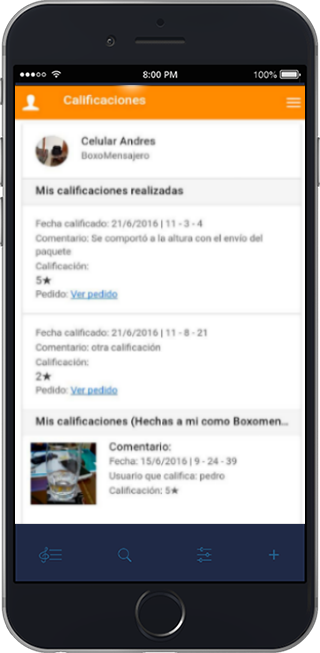 8:00 PM
100%
Calificaciones
Celular Andres
BoxoMensajero
Mis calificaciones realizadas
Fecha calificado: 21/6/2016 | 11 - 3 - 4
Comentario: Se comportó a la altura con el envío del
paquete
Calificación:
5★
Pedido: Ver pedido
Fecha calificado: 21/6/2016 | 11 - 8 - 21
Comentario: otra calificación
Calificación:
2★
Pedido: Ver pedido
Mis calificaciones (Hechas a mi como Boxomen...
Comentario:
Fecha: 15/6/2016 | 9 - 24 - 39
Usuario que califica: pedro
Calificación: 5★